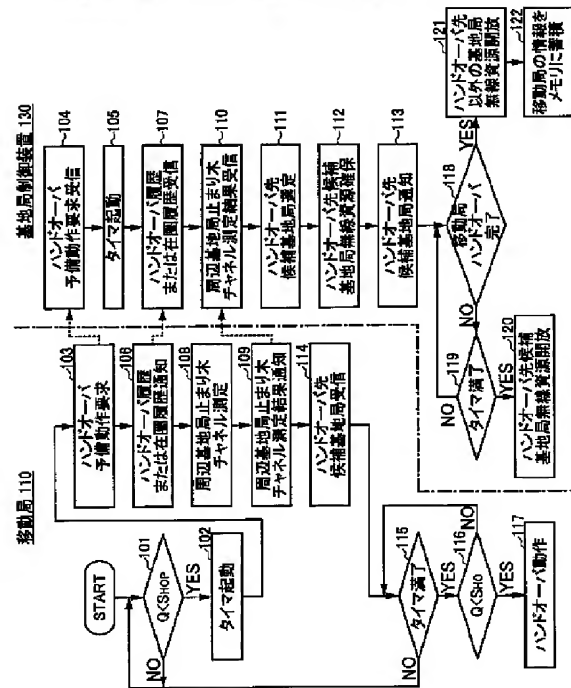 移動局 110
START
101
Q<SHOP
NO
YES
102
タイマ起動
103
ハンドオーバ
予備動作要求
106
ハンドオーバ履歴
または在圏履歴通知
108
周辺基地局止まり木
チャネル測定
109
周辺基地局止まり木
チャネル測定結果通知
114
ハンドオーバ先
候補基地局受信
115
タイマ満了
NO
YES
116
Q<SHO
NO
YES
117
ハンドオーバ動作
基地局制御装置 130
104
ハンドオーバ
予備動作要求受信
105
タイマ起動
107
ハンドオーバ履歴
または在圏履歴受信
110
周辺基地局止まり木
チャネル測定結果受信
111
ハンドオーバ先
候補基地局選定
112
ハンドオーバ先候補
基地局無線資源確保
113
ハンドオーバ先
候補基地局通知
118
移動局
ハンドオーバ
完了
NO
YES
119
タイマ満了
NO
YES
120
ハンドオーバ先候補
基地局無線資源開放
121
ハンドオーバ先
以外の基地局
無線資源開放
122
移動局の情報を
メモリに蓄積